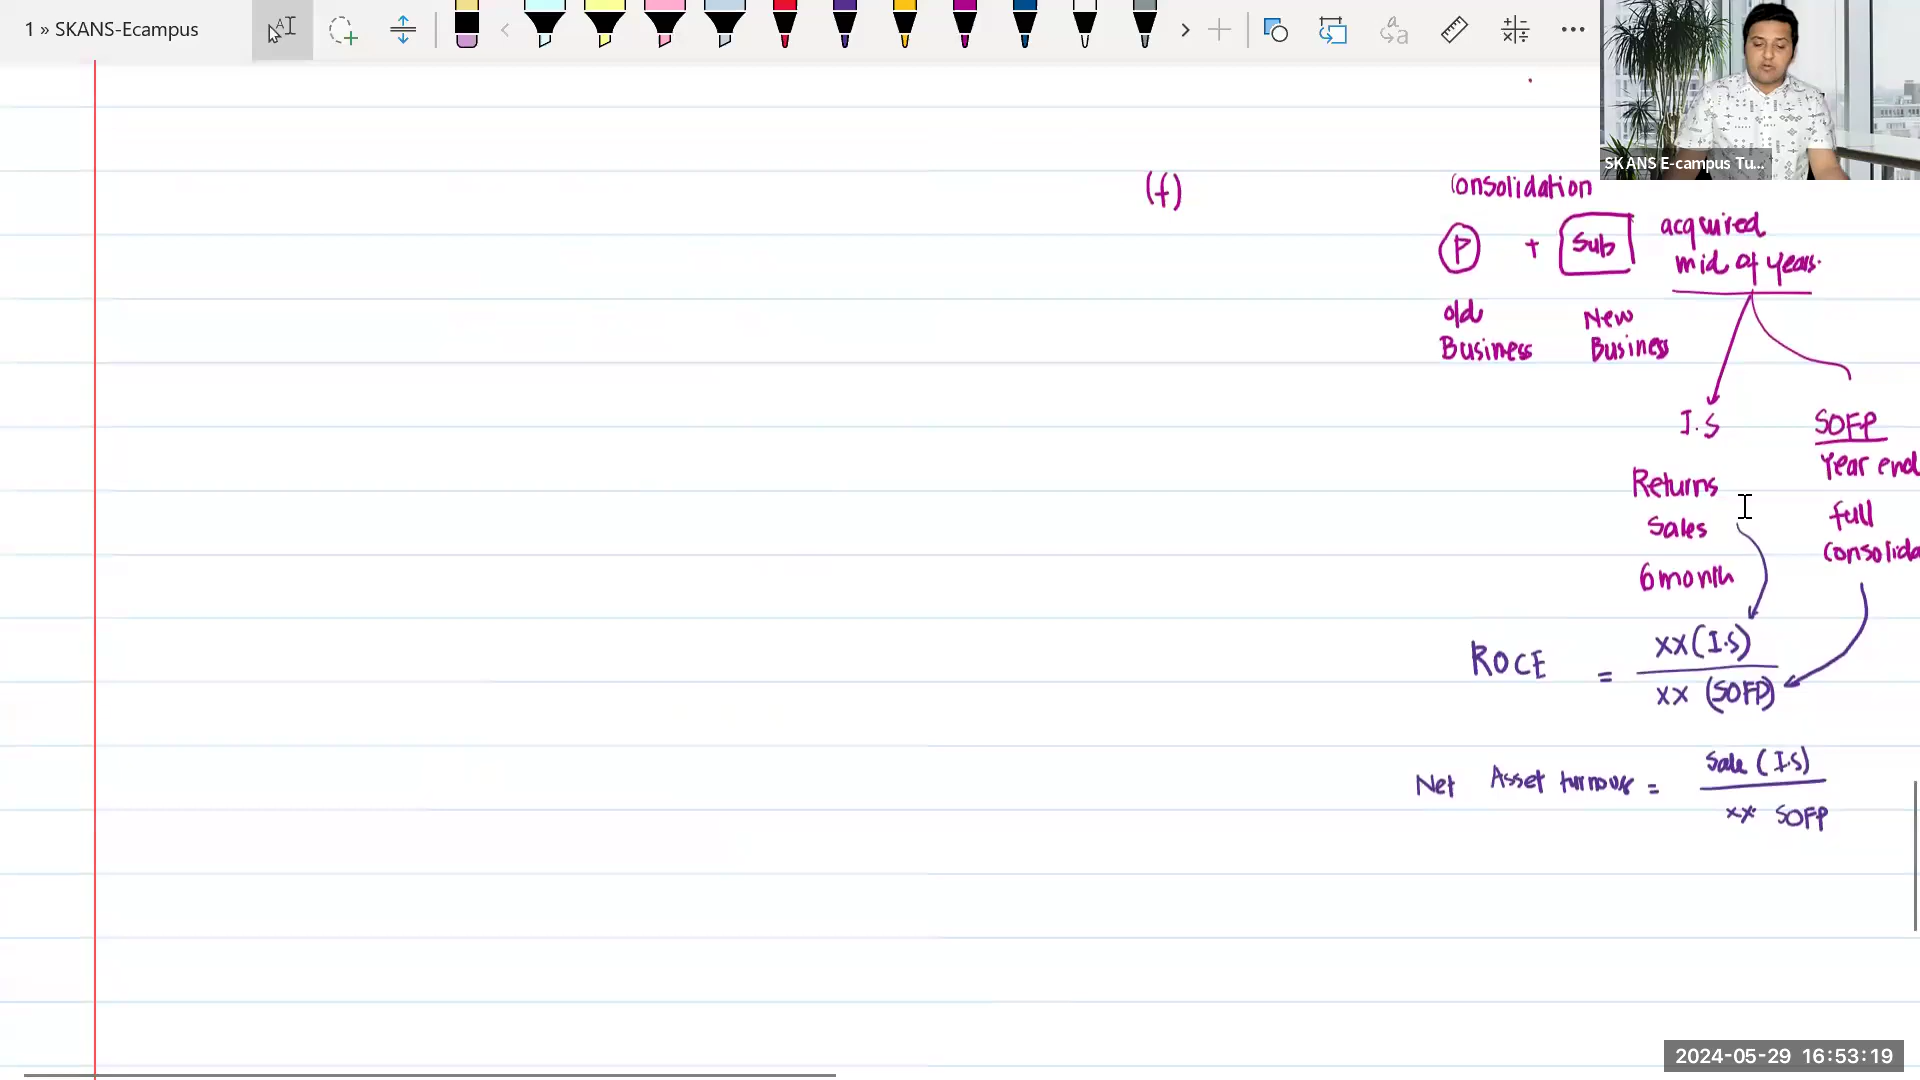 1 » SKANS-Ecampus
SKANS E-campus Tu...
(f)
Consolidation
P + Sub
acquired
mid of years.
old
Business
New
Business
I.S
SOFP
Year end
Returns
Sales
6 month
full
Consolida
ROCE = xx (I.S)
xx (SOFP)
Net Asset turnover = Sale (I.S)
xx SOFP
2024-05-29 16:53:19